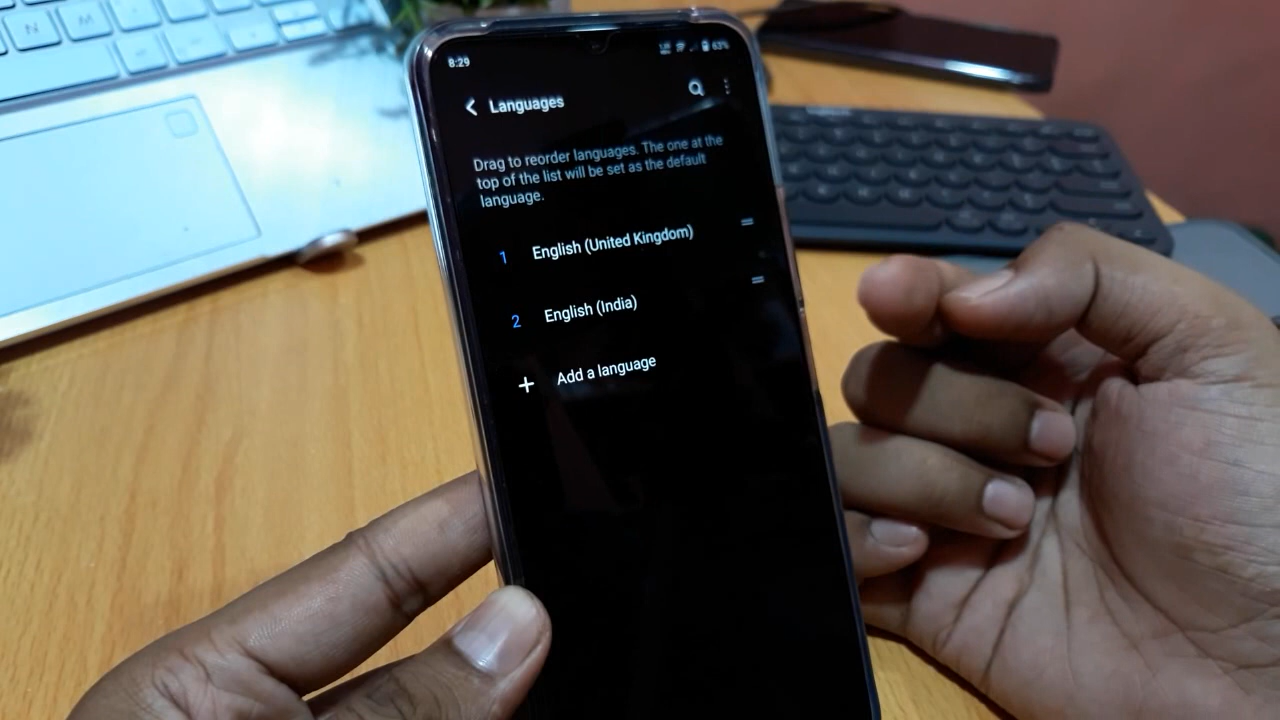 N
M
8:29
63%
Languages
Drag to reorder languages. The one at the
top of the list will be set as the default
language.
1
English (United Kingdom)
2
English (India)
+ Add a language